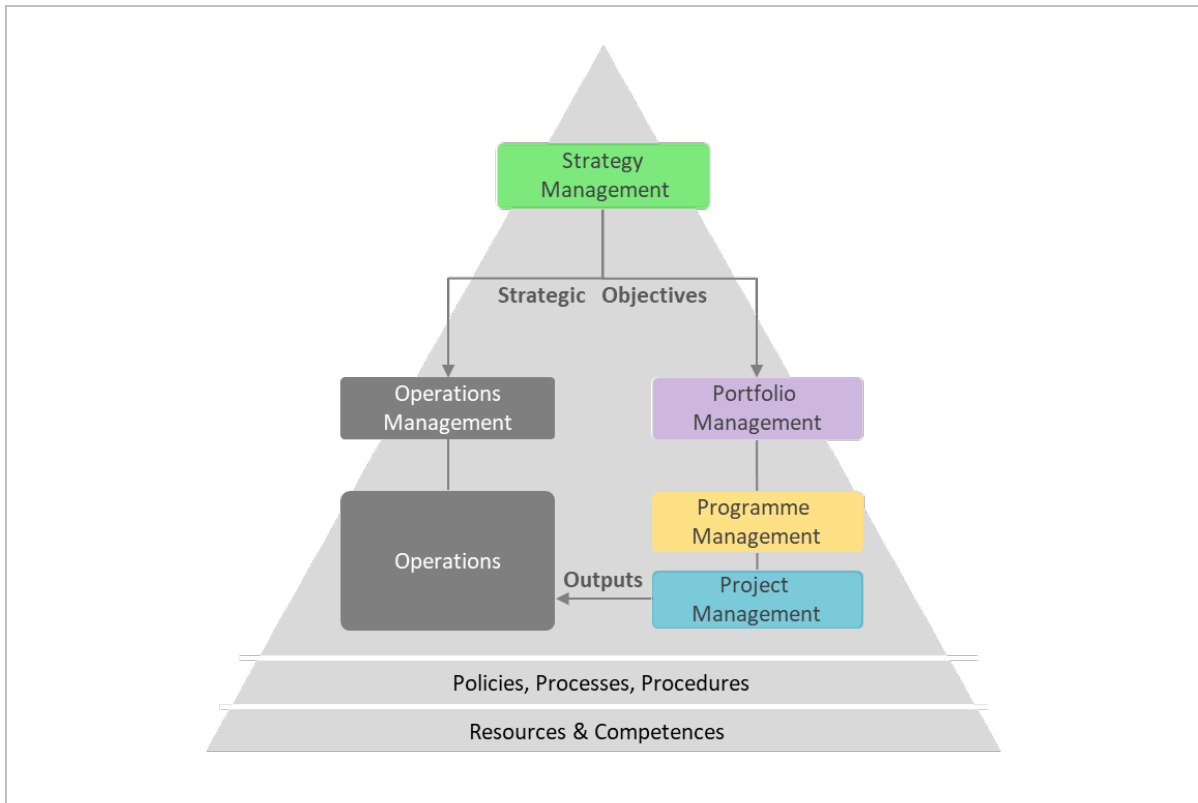 Strategy
Management
Strategic Objectives
Operations
Management
Portfolio
Management
Programme
Management
Operations
Outputs
Project
Management
Policies, Processes, Procedures
Resources & Competences